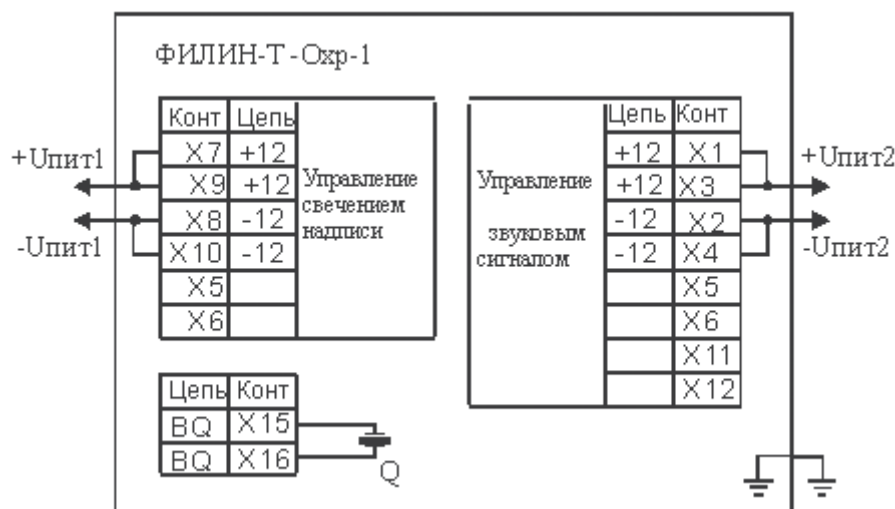 ФИЛИН-Т-Охр-1
Конт Цепь
X7 +12
X9 +12
X8 -12
X10 -12
X5
X6
Управление
свечением
надписи
+Uпит1
-Uпит1
Управление
звуковым
сигналом
Цепь Конт
+12 X1
+12 X3
-12 X2
-12 X4
X5
X6
X11
X12
+Uпит2
-Uпит2
Цепь Конт
BQ X15
BQ X16
Q